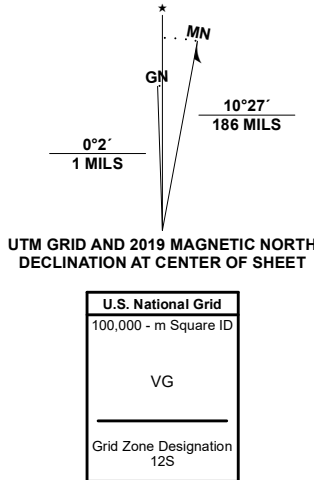 ★
MN
GN
10°27´
186 MILS
0°2´
1 MILS
UTM GRID AND 2019 MAGNETIC NORTH
DECLINATION AT CENTER OF SHEET
U.S. National Grid
100,000 - m Square ID
VG
Grid Zone Designation
12S